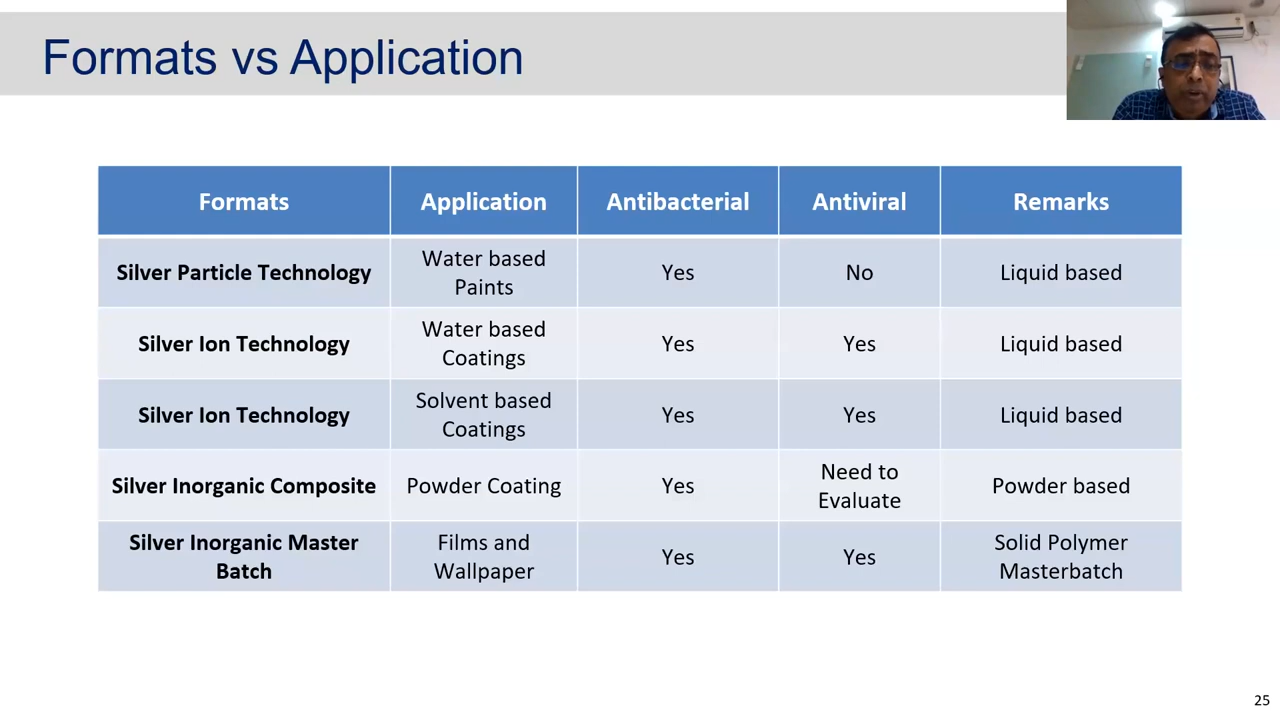 Formats vs Application
Formats Application Antibacterial Antiviral Remarks
Silver Particle Technology
Water based
Paints
Yes
No
Liquid based
Silver Ion Technology
Water based
Coatings
Yes
Yes
Liquid based
Silver Ion Technology
Solvent based
Coatings
Yes
Yes
Liquid based
Silver Inorganic Composite
Powder Coating
Yes
Need to
Evaluate
Powder based
Silver Inorganic Master
Batch
Films and
Wallpaper
Yes
Yes
Solid Polymer
Masterbatch
25